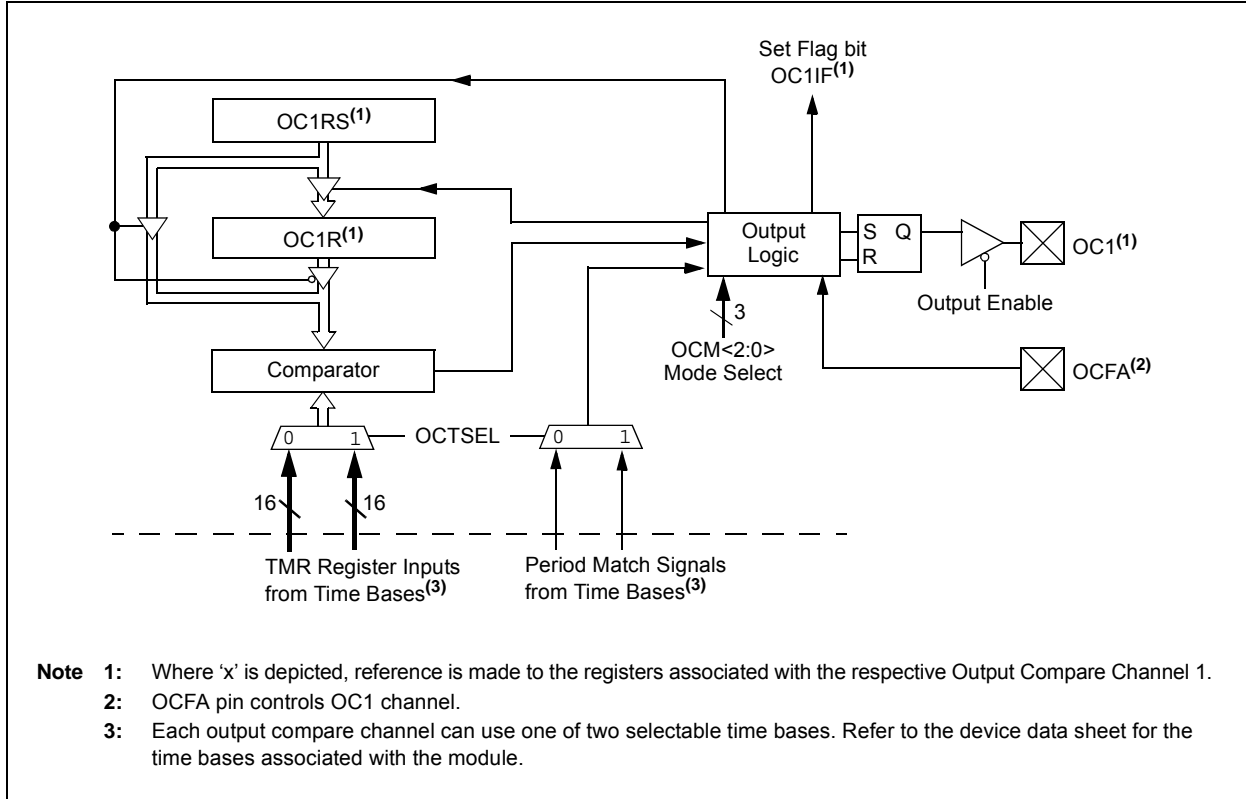 Set Flag bit
OC1IF(1)
OC1RS(1)
OC1R(1)
Output
Logic
S Q
R
OC1(1)
Output Enable
3
OCM<2:0>
Mode Select
OCFA(2)
Comparator
0 1
OCTSEL
0 1
16
16
TMR Register Inputs
from Time Bases(3)
Period Match Signals
from Time Bases(3)
Note 1: Where ‘x’ is depicted, reference is made to the registers associated with the respective Output Compare Channel 1.
2: OCFA pin controls OC1 channel.
3: Each output compare channel can use one of two selectable time bases. Refer to the device data sheet for the
time bases associated with the module.